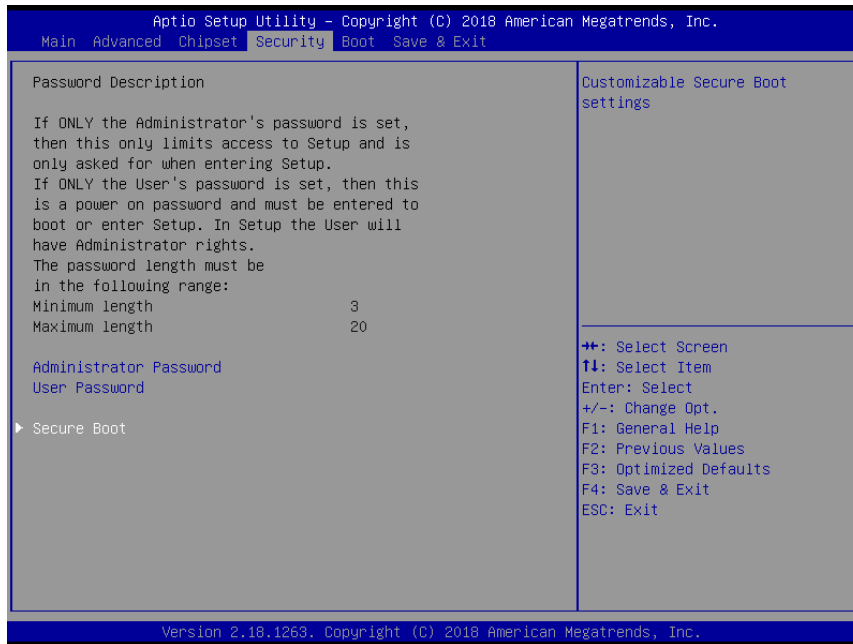 Aptio Setup Utility – Copyright (C) 2018 American Megatrends, Inc.
Main Advanced Chipset Security Boot Save & Exit
Password Description
If ONLY the Administrator's password is set,
then this only limits access to Setup and is
only asked for when entering Setup.
If ONLY the User's password is set, then this
is a power on password and must be entered to
boot or enter Setup. In Setup the User will
have Administrator rights.
The password length must be
in the following range:
Minimum length 3
Maximum length 20
Administrator Password
User Password
Secure Boot
Customizable Secure Boot
settings
→←: Select Screen
↑↓: Select Item
Enter: Select
+/-: Change Opt.
F1: General Help
F2: Previous Values
F3: Optimized Defaults
F4: Save & Exit
ESC: Exit
Version 2.18.1263. Copyright (C) 2018 American Megatrends, Inc.